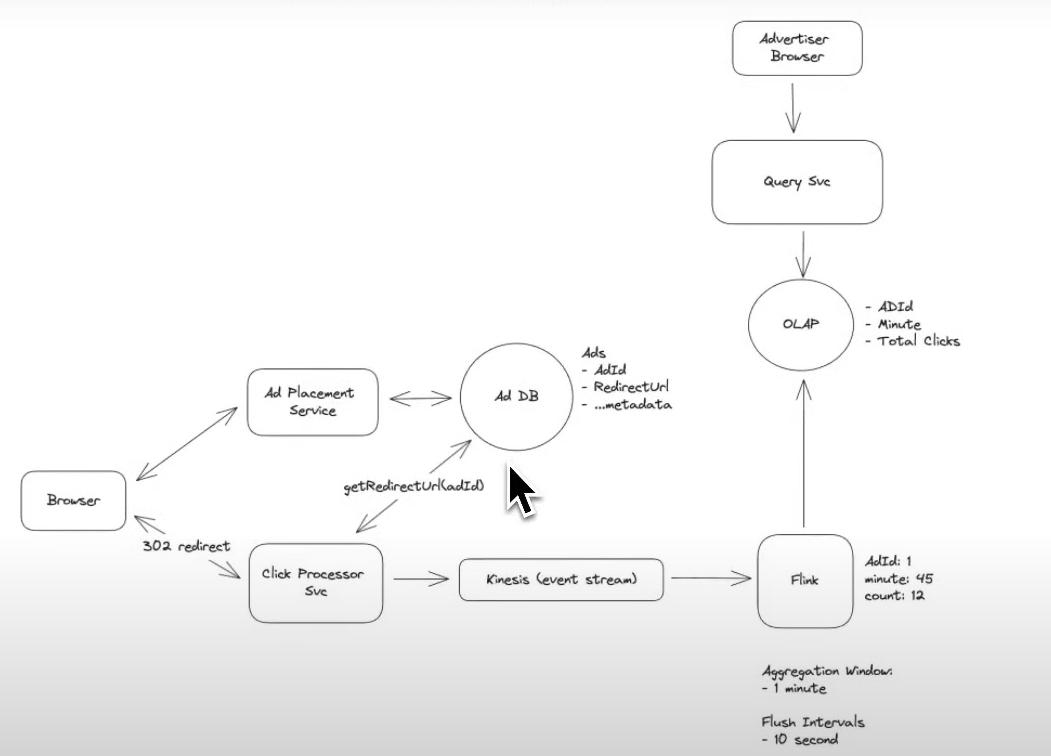 Advertiser
Browser
Query Svc
OLAP
- ADId
- Minute
- Total Clicks
Ads
- AdId
- RedirectUrl
- ...metadata
Ad Placement
Service
Ad DB
getRedirectUrl(adId)
Browser
302 redirect
Click Processor
Svc
Kinesis (event stream)
Flink
AdId: 1
minute: 45
count: 12
Aggregation Window:
- 1 minute
Flush Intervals
- 10 second